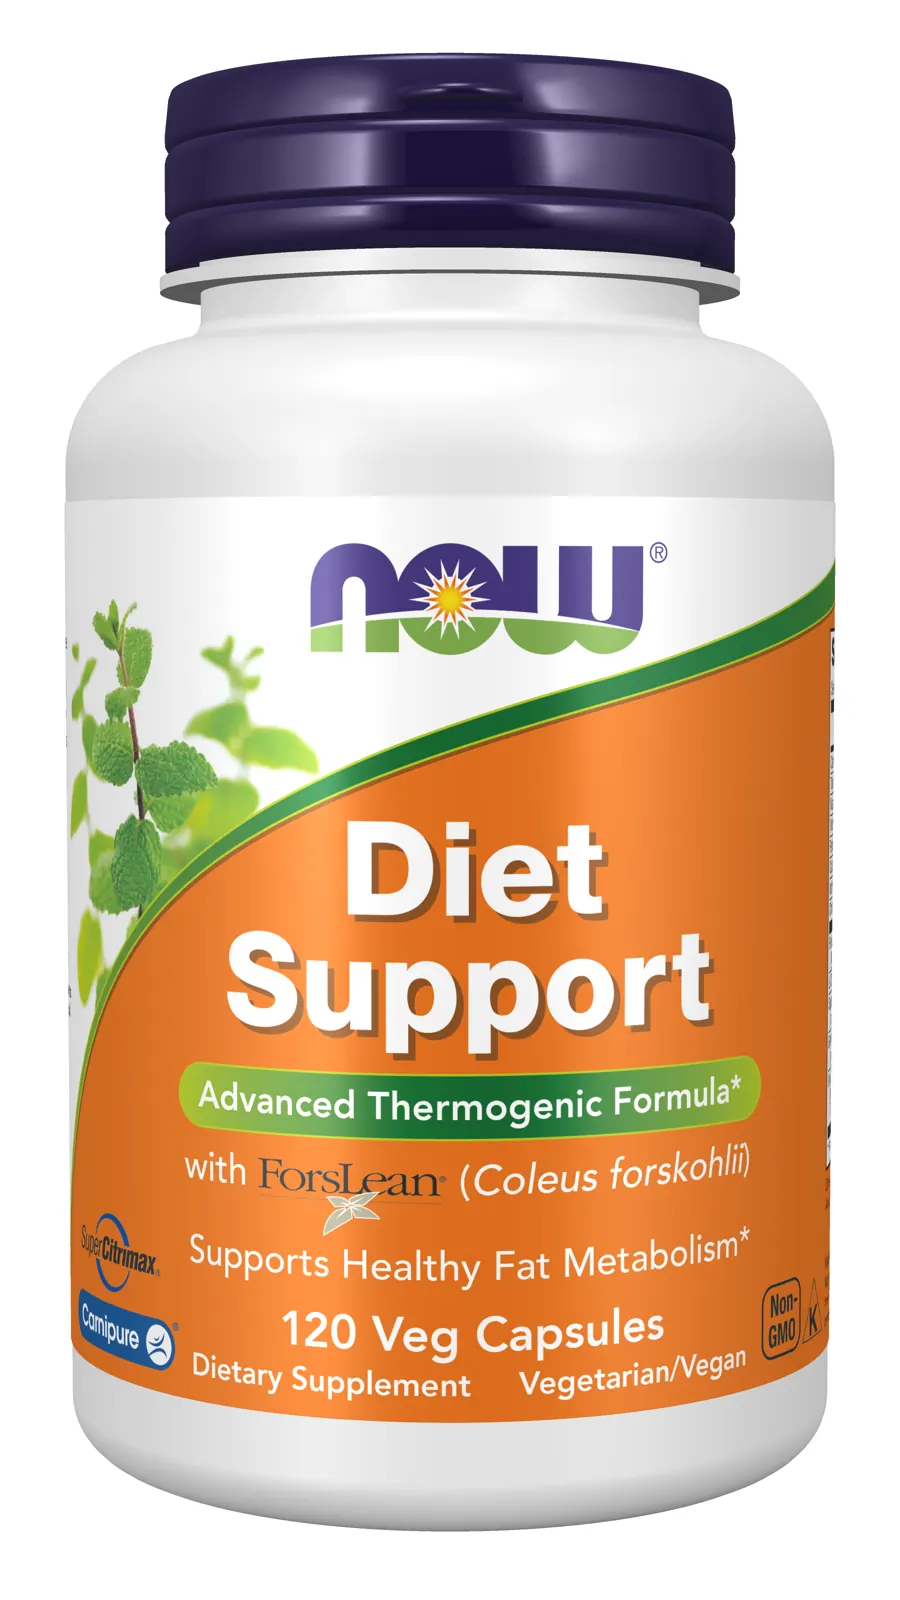 now®
Diet
Support
Advanced Thermogenic Formula*
with ForsLean® (Coleus forskohlii)
Supports Healthy Fat Metabolism*
SuperCitrimax®
Carnipure®
120 Veg Capsules
Dietary Supplement
Vegetarian/Vegan
Non-
GMO
K